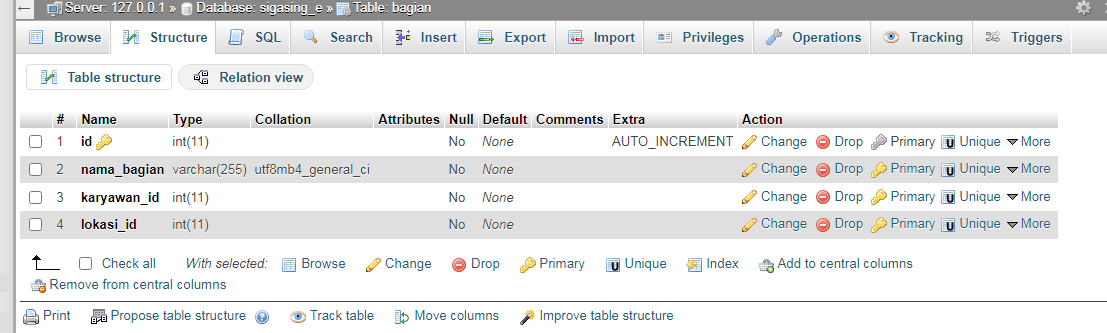 Server: 127.0.0.1 » Database: sigasing_e » Table: bagian
Browse Structure SQL Search Insert Export Import Privileges Operations Tracking Triggers
Table structure Relation view
# Name Type Collation Attributes Null Default Comments Extra Action
1 id int(11) No None AUTO_INCREMENT Change Drop Primary Unique More
2 nama_bagian varchar(255) utf8mb4_general_ci No None Change Drop Primary Unique More
3 karyawan_id int(11) No None Change Drop Primary Unique More
4 lokasi_id int(11) No None Change Drop Primary Unique More
Check all With selected: Browse Change Drop Primary Unique Index Add to central columns
Remove from central columns
Print Propose table structure Track table Move columns Improve table structure